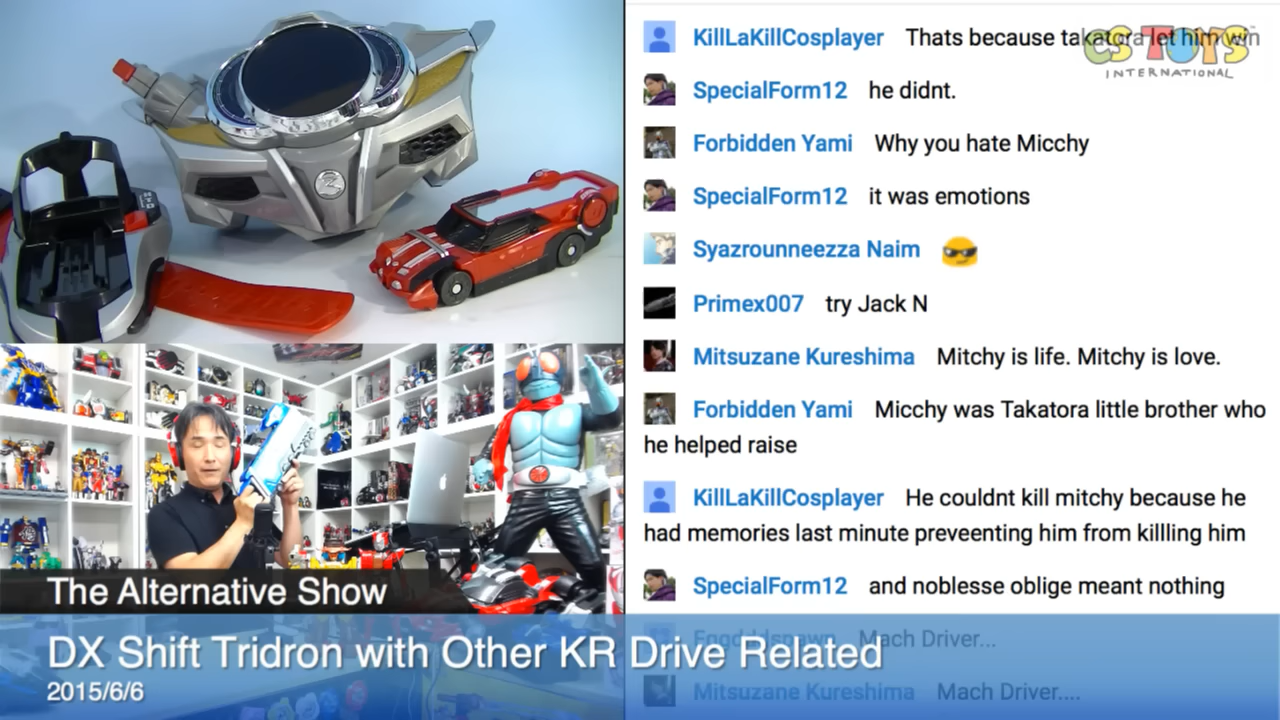 KillLaKillCosplayer Thats because takatora let him win
CS TOYS
INTERNATIONAL
SpecialForm12 he didnt.
Forbidden Yami Why you hate Micchy
SpecialForm12 it was emotions
Syazrounneezza Naim 😎
Primex007 try Jack N
Mitsuzane Kureshima Mitchy is life. Mitchy is love.
Forbidden Yami Micchy was Takatora little brother who
he helped raise
KillLaKillCosplayer He couldnt kill mitchy because he
had memories last minute preveenting him from killling him
SpecialForm12 and noblesse oblige meant nothing
Mach Driver...
Mitsuzane Kureshima Mach Driver....
The Alternative Show
DX Shift Tridron with Other KR Drive Related
2015/6/6